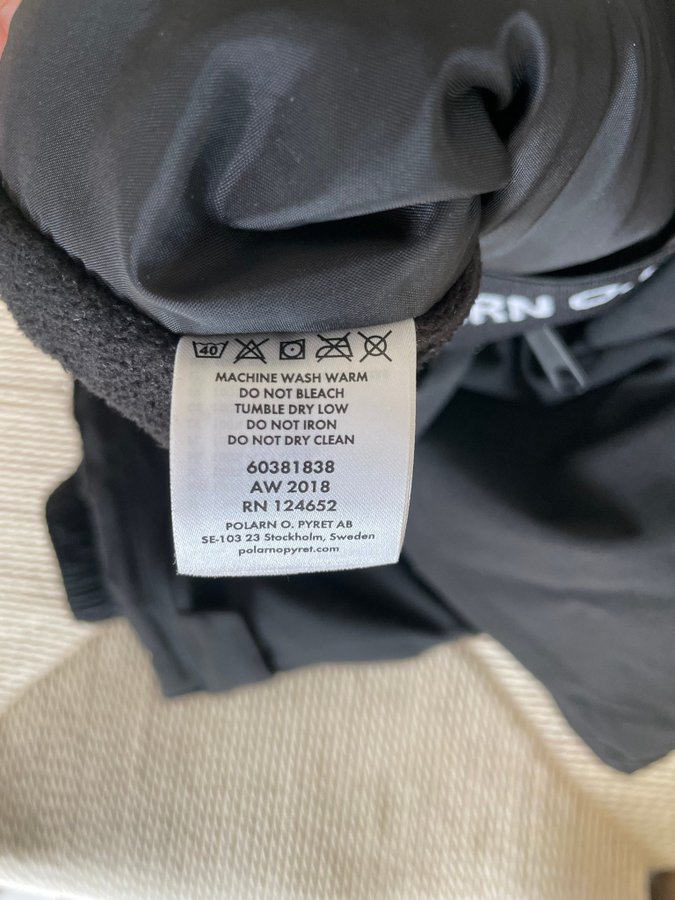 RN O.
40
MACHINE WASH WARM
DO NOT BLEACH
TUMBLE DRY LOW
DO NOT IRON
DO NOT DRY CLEAN
60381838
AW 2018
RN 124652
POLARN O. PYRET AB
SE-103 23 Stockholm, Sweden
polarnopyret.com